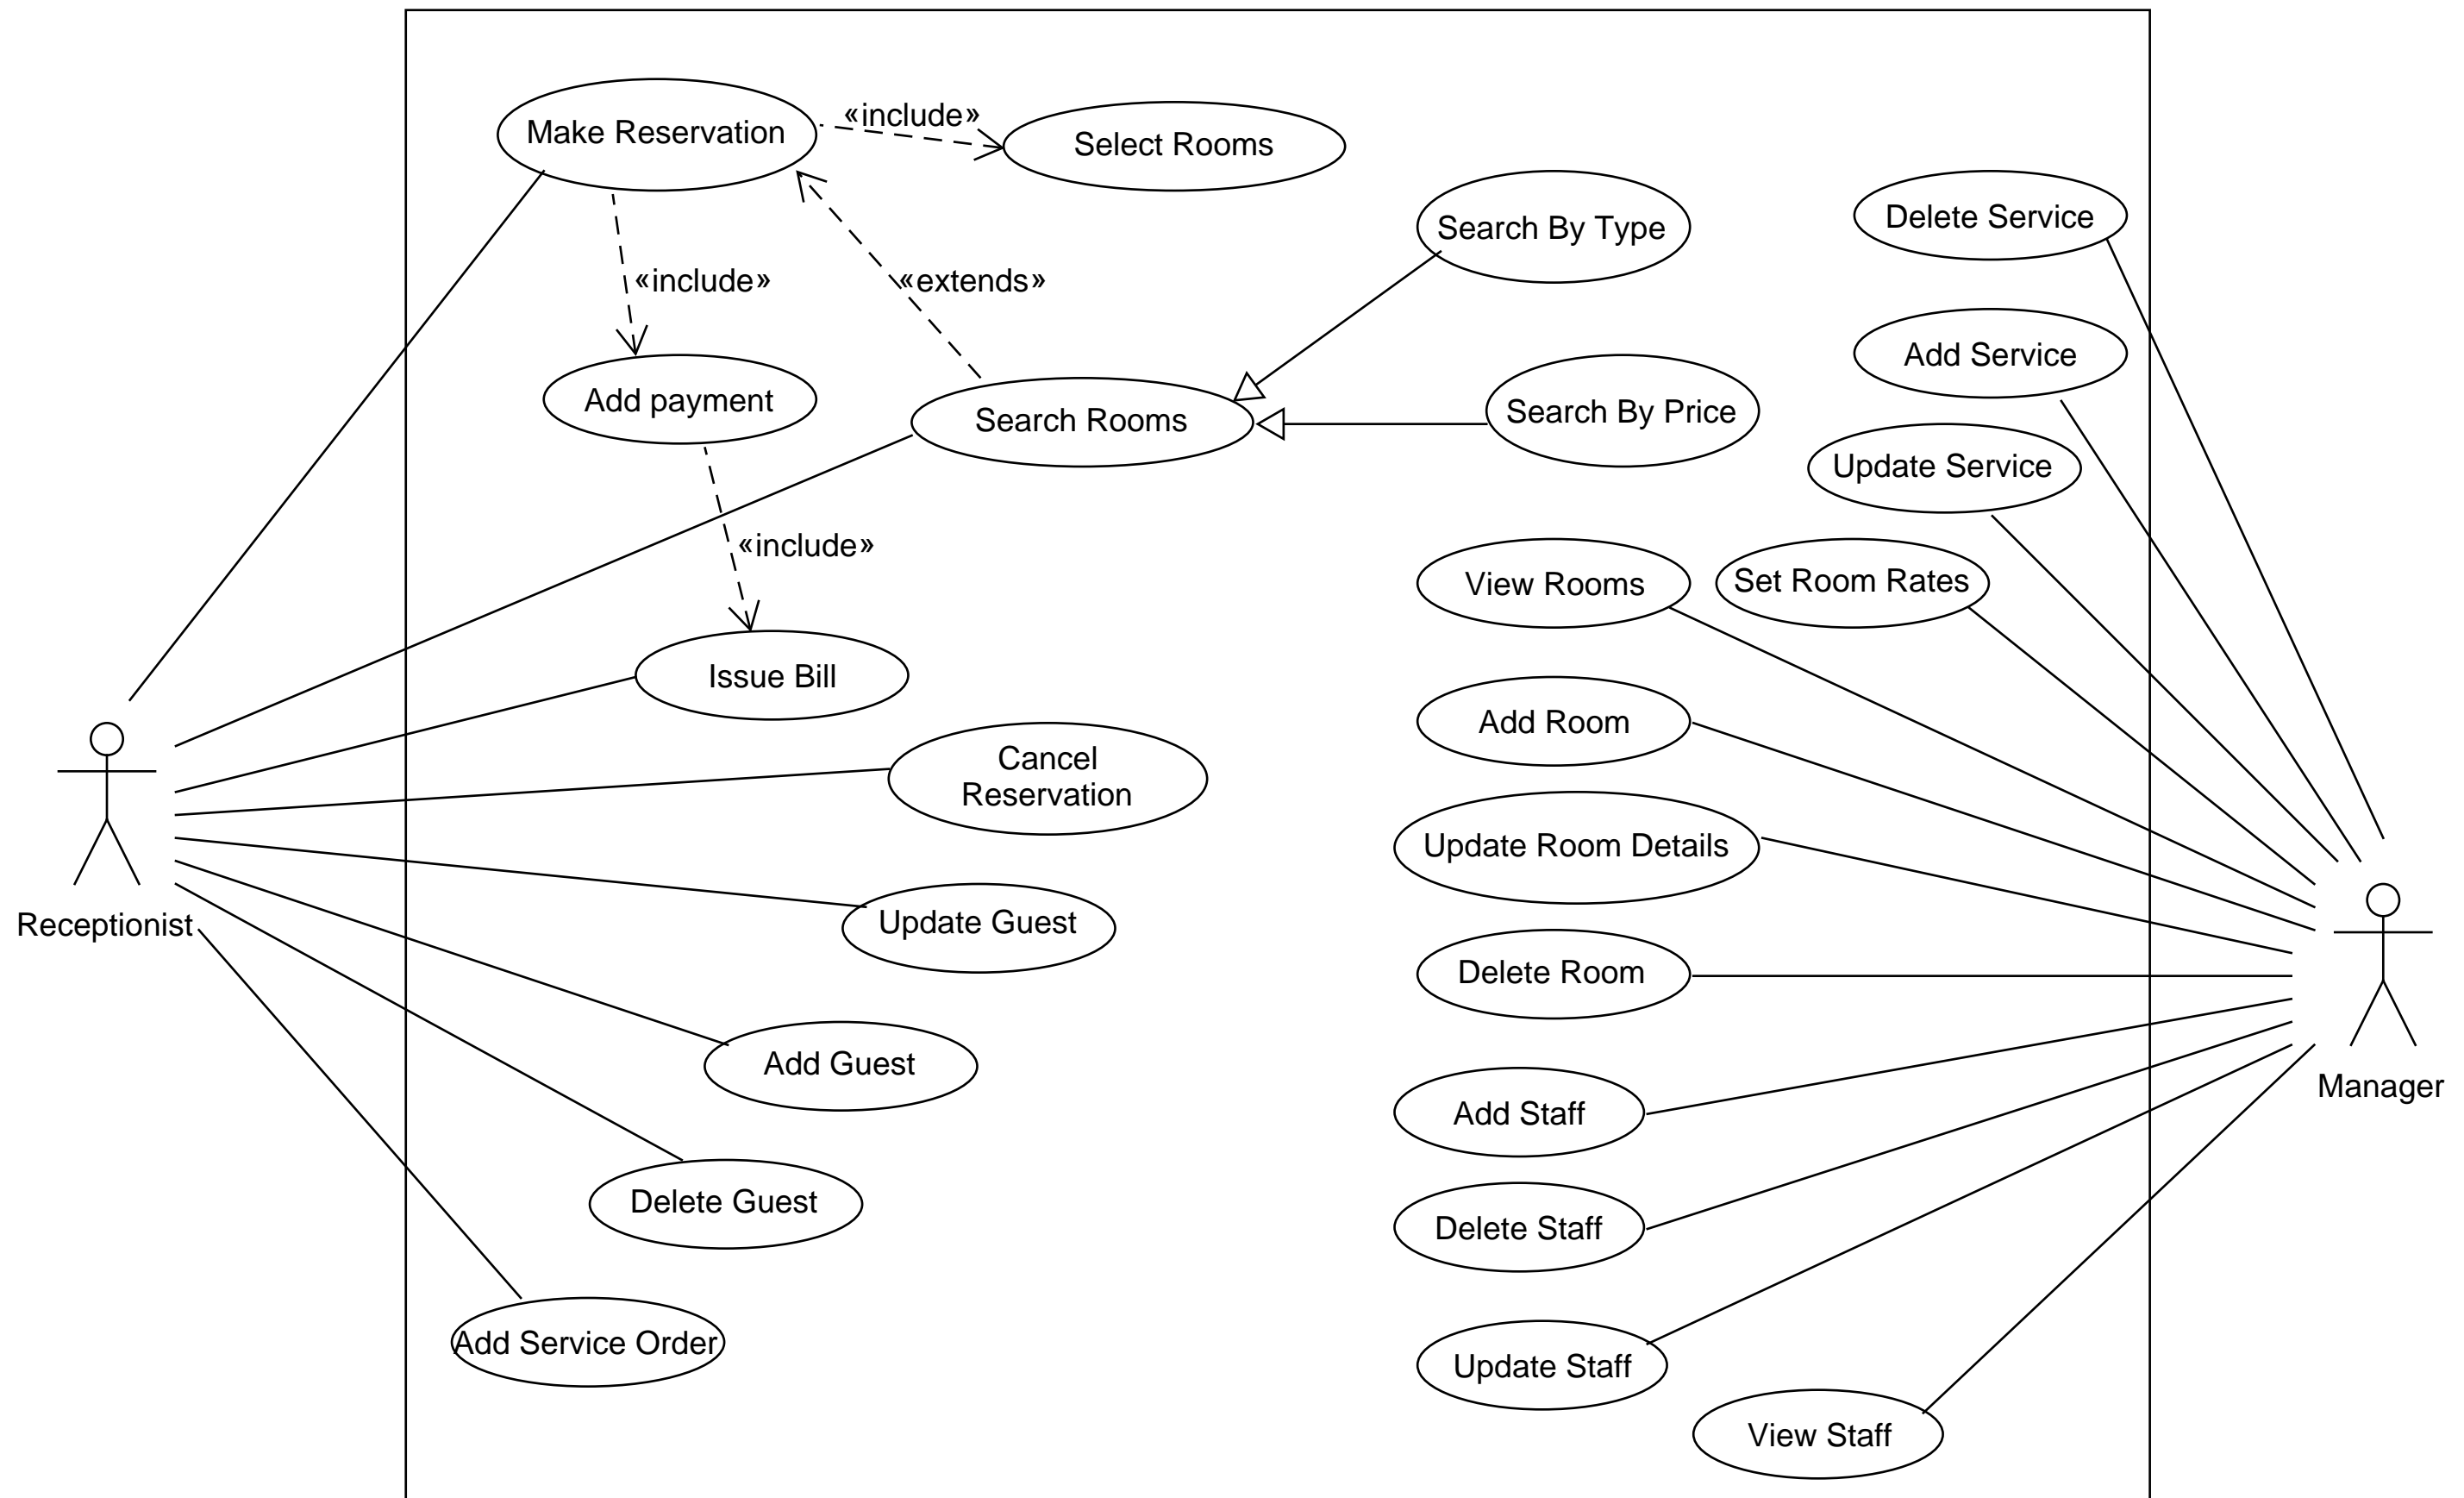 Make Reservation
«include»
Select Rooms
Search By Type
Delete Service
«include»
«extends»
Add Service
Add payment
Search Rooms
Search By Price
Update Service
«include»
View Rooms
Set Room Rates
Issue Bill
Add Room
Cancel
Reservation
Update Room Details
Receptionist
Update Guest
Delete Room
Add Guest
Manager
Add Staff
Delete Guest
Delete Staff
Add Service Order
Update Staff
View Staff